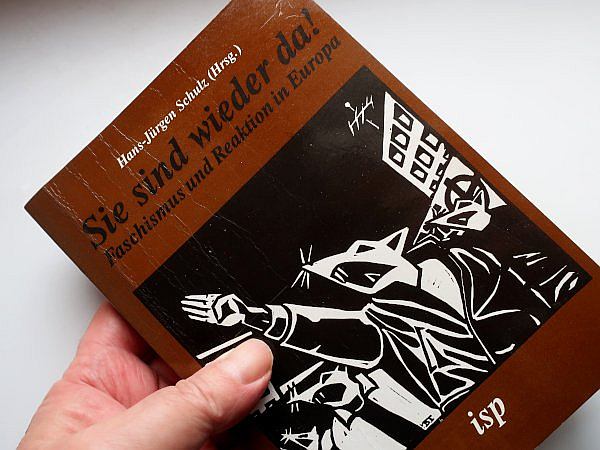 Hans-Jürgen Schulz (Hrsg.)
Sie sind wieder da!
Faschismus und Reaktion in Europa
isp